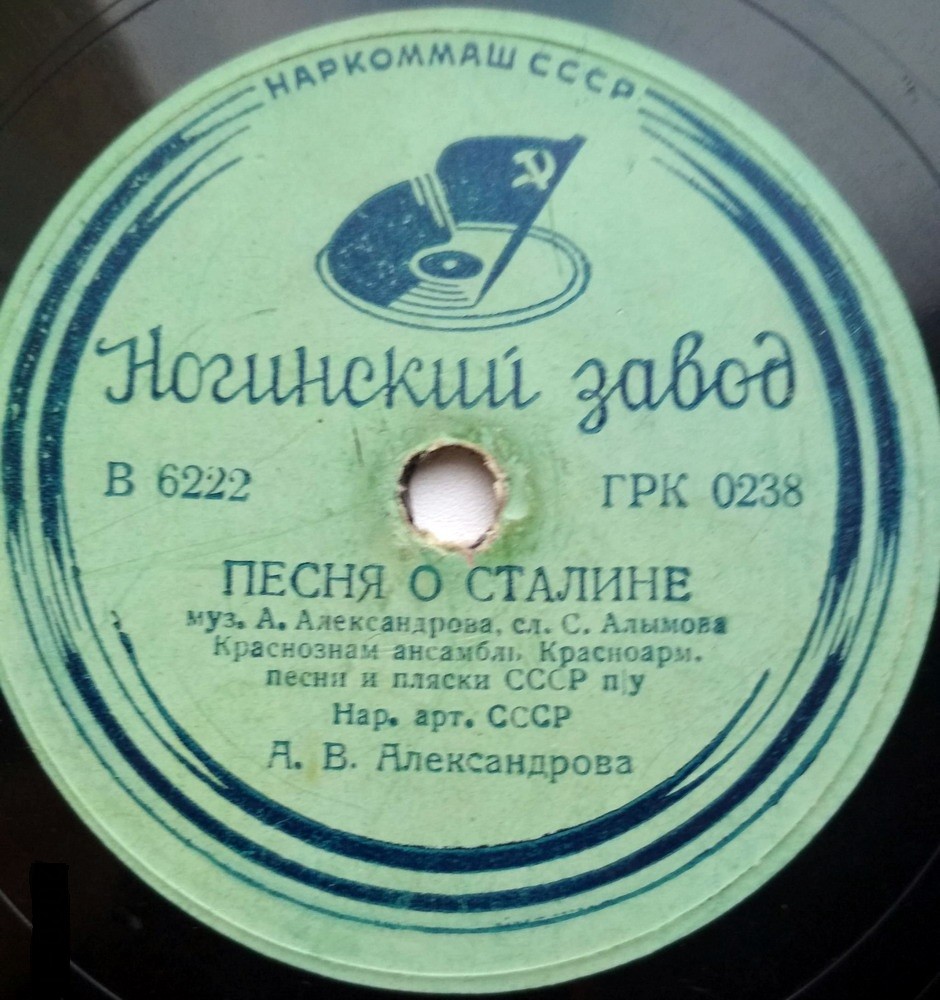 НАРКОММАШ СССР
Ногинский завод
В 6222 ГРК 0238
ПЕСНЯ О СТАЛИНЕ
муз. А. Александрова, сл. С. Алымова
Краснознам ансамбль Красноарм.
песни и пляски СССР п/у
Нар. арт. СССР
А. В. Александрова